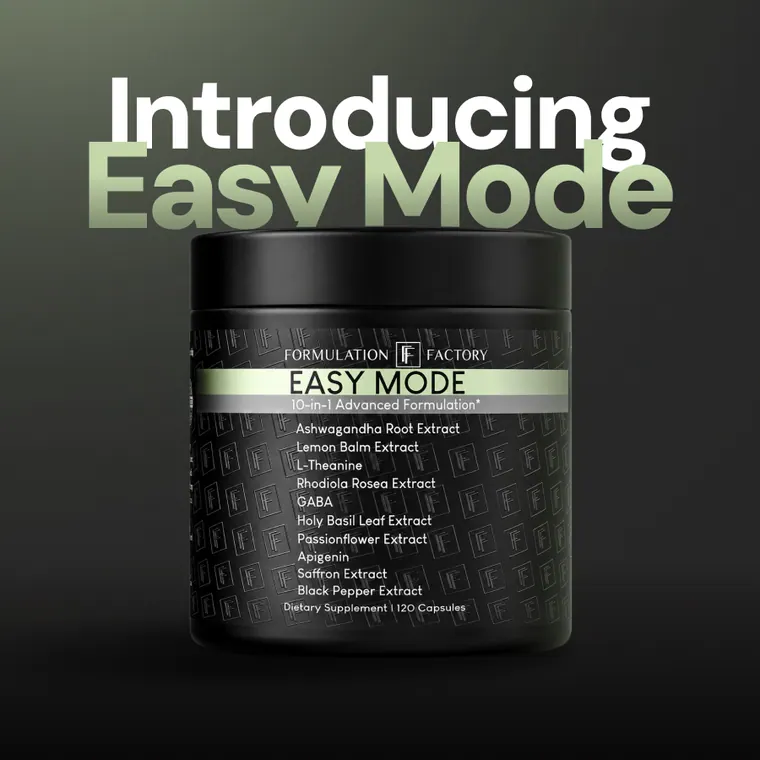 Introducing
Easy Mode
FORMULATION FF FACTORY
EASY MODE
10-in-1 Advanced Formulation*
Ashwagandha Root Extract
Lemon Balm Extract
L-Theanine
Rhodiola Rosea Extract
GABA
Holy Basil Leaf Extract
Passionflower Extract
Apigenin
Saffron Extract
Black Pepper Extract
Dietary Supplement | 120 Capsules